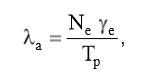 λₐ = Nₑ γₑ / Tₚ,